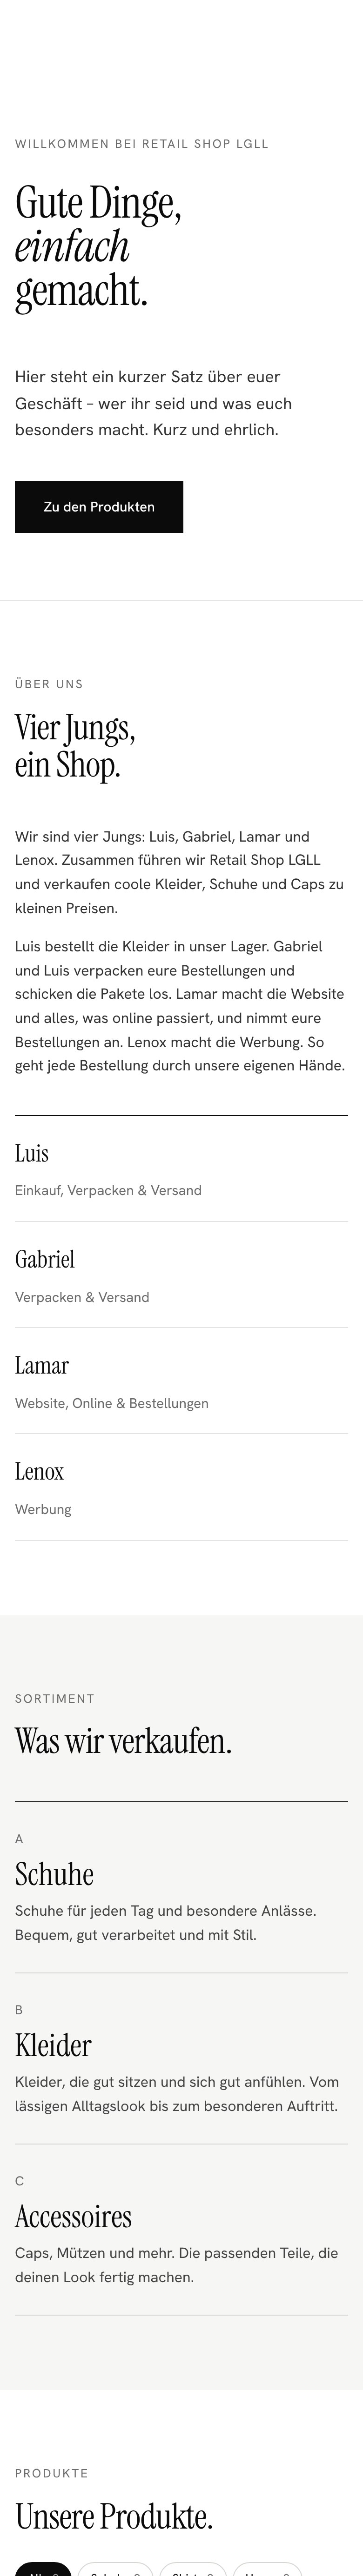 WILLKOMMEN BEI RETAIL SHOP LGLL
Gute Dinge,
einfach
gemacht.
Hier steht ein kurzer Satz über euer
Geschäft – wer ihr seid und was euch
besonders macht. Kurz und ehrlich.
Zu den Produkten
ÜBER UNS
Vier Jungs,
ein Shop.
Wir sind vier Jungs: Luis, Gabriel, Lamar und
Lenox. Zusammen führen wir Retail Shop LGLL
und verkaufen coole Kleider, Schuhe und Caps zu
kleinen Preisen.
Luis bestellt die Kleider in unser Lager. Gabriel
und Luis verpacken eure Bestellungen und
schicken die Pakete los. Lamar macht die Website
und alles, was online passiert, und nimmt eure
Bestellungen an. Lenox macht die Werbung. So
geht jede Bestellung durch unsere eigenen Hände.
Luis
Einkauf, Verpacken & Versand
Gabriel
Verpacken & Versand
Lamar
Website, Online & Bestellungen
Lenox
Werbung
SORTIMENT
Was wir verkaufen.
A
Schuhe
Schuhe für jeden Tag und besondere Anlässe.
Bequem, gut verarbeitet und mit Stil.
B
Kleider
Kleider, die gut sitzen und sich gut anfühlen. Vom
lässigen Alltagslook bis zum besonderen Auftritt.
C
Accessoires
Caps, Mützen und mehr. Die passenden Teile, die
deinen Look fertig machen.
PRODUKTE
Unsere Produkte.